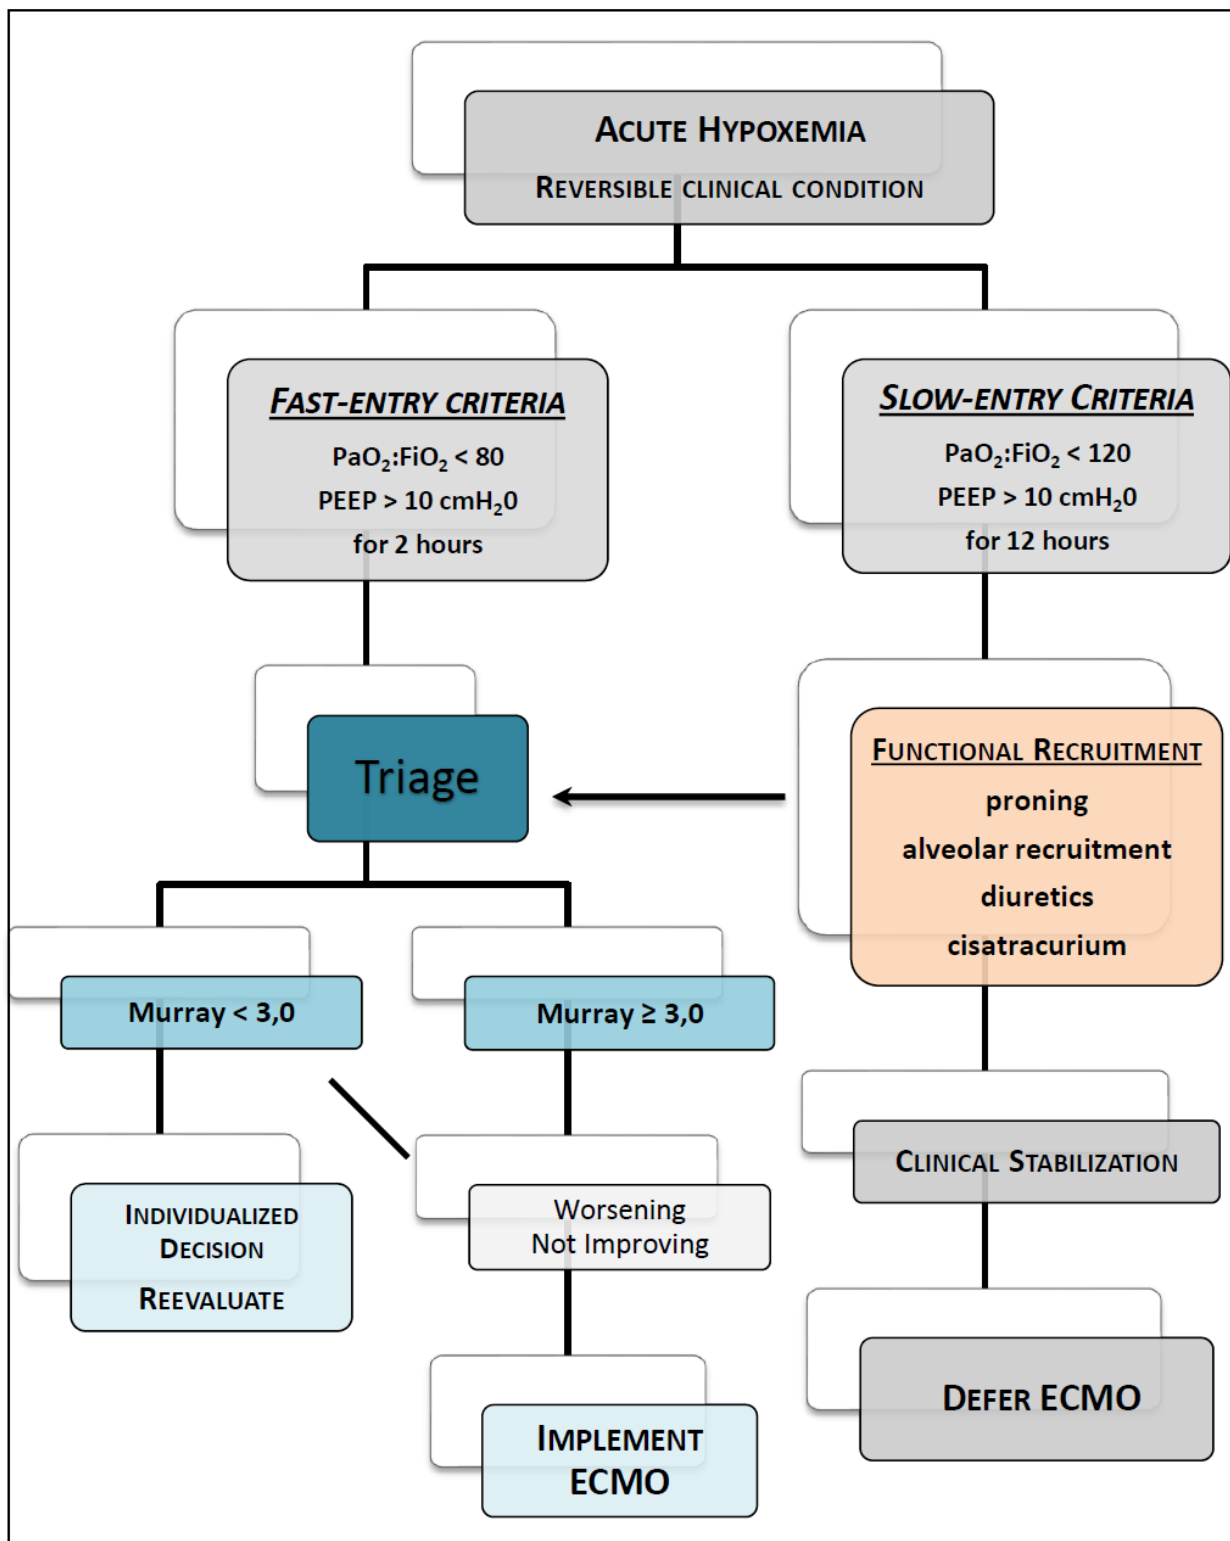 ACUTE HYPOXEMIA
REVERSIBLE CLINICAL CONDITION
FAST-ENTRY CRITERIA
PaO₂:FiO₂ < 80
PEEP > 10 cmH₂0
for 2 hours
SLOW-ENTRY CRITERIA
PaO₂:FiO₂ < 120
PEEP > 10 cmH₂0
for 12 hours
Triage
FUNCTIONAL RECRUITMENT
proning
alveolar recruitment
diuretics
cisatracurium
Murray < 3,0
Murray ≥ 3,0
INDIVIDUALIZED
DECISION
REEVALUATE
Worsening
Not Improving
CLINICAL STABILIZATION
IMPLEMENT
ECMO
DEFER ECMO